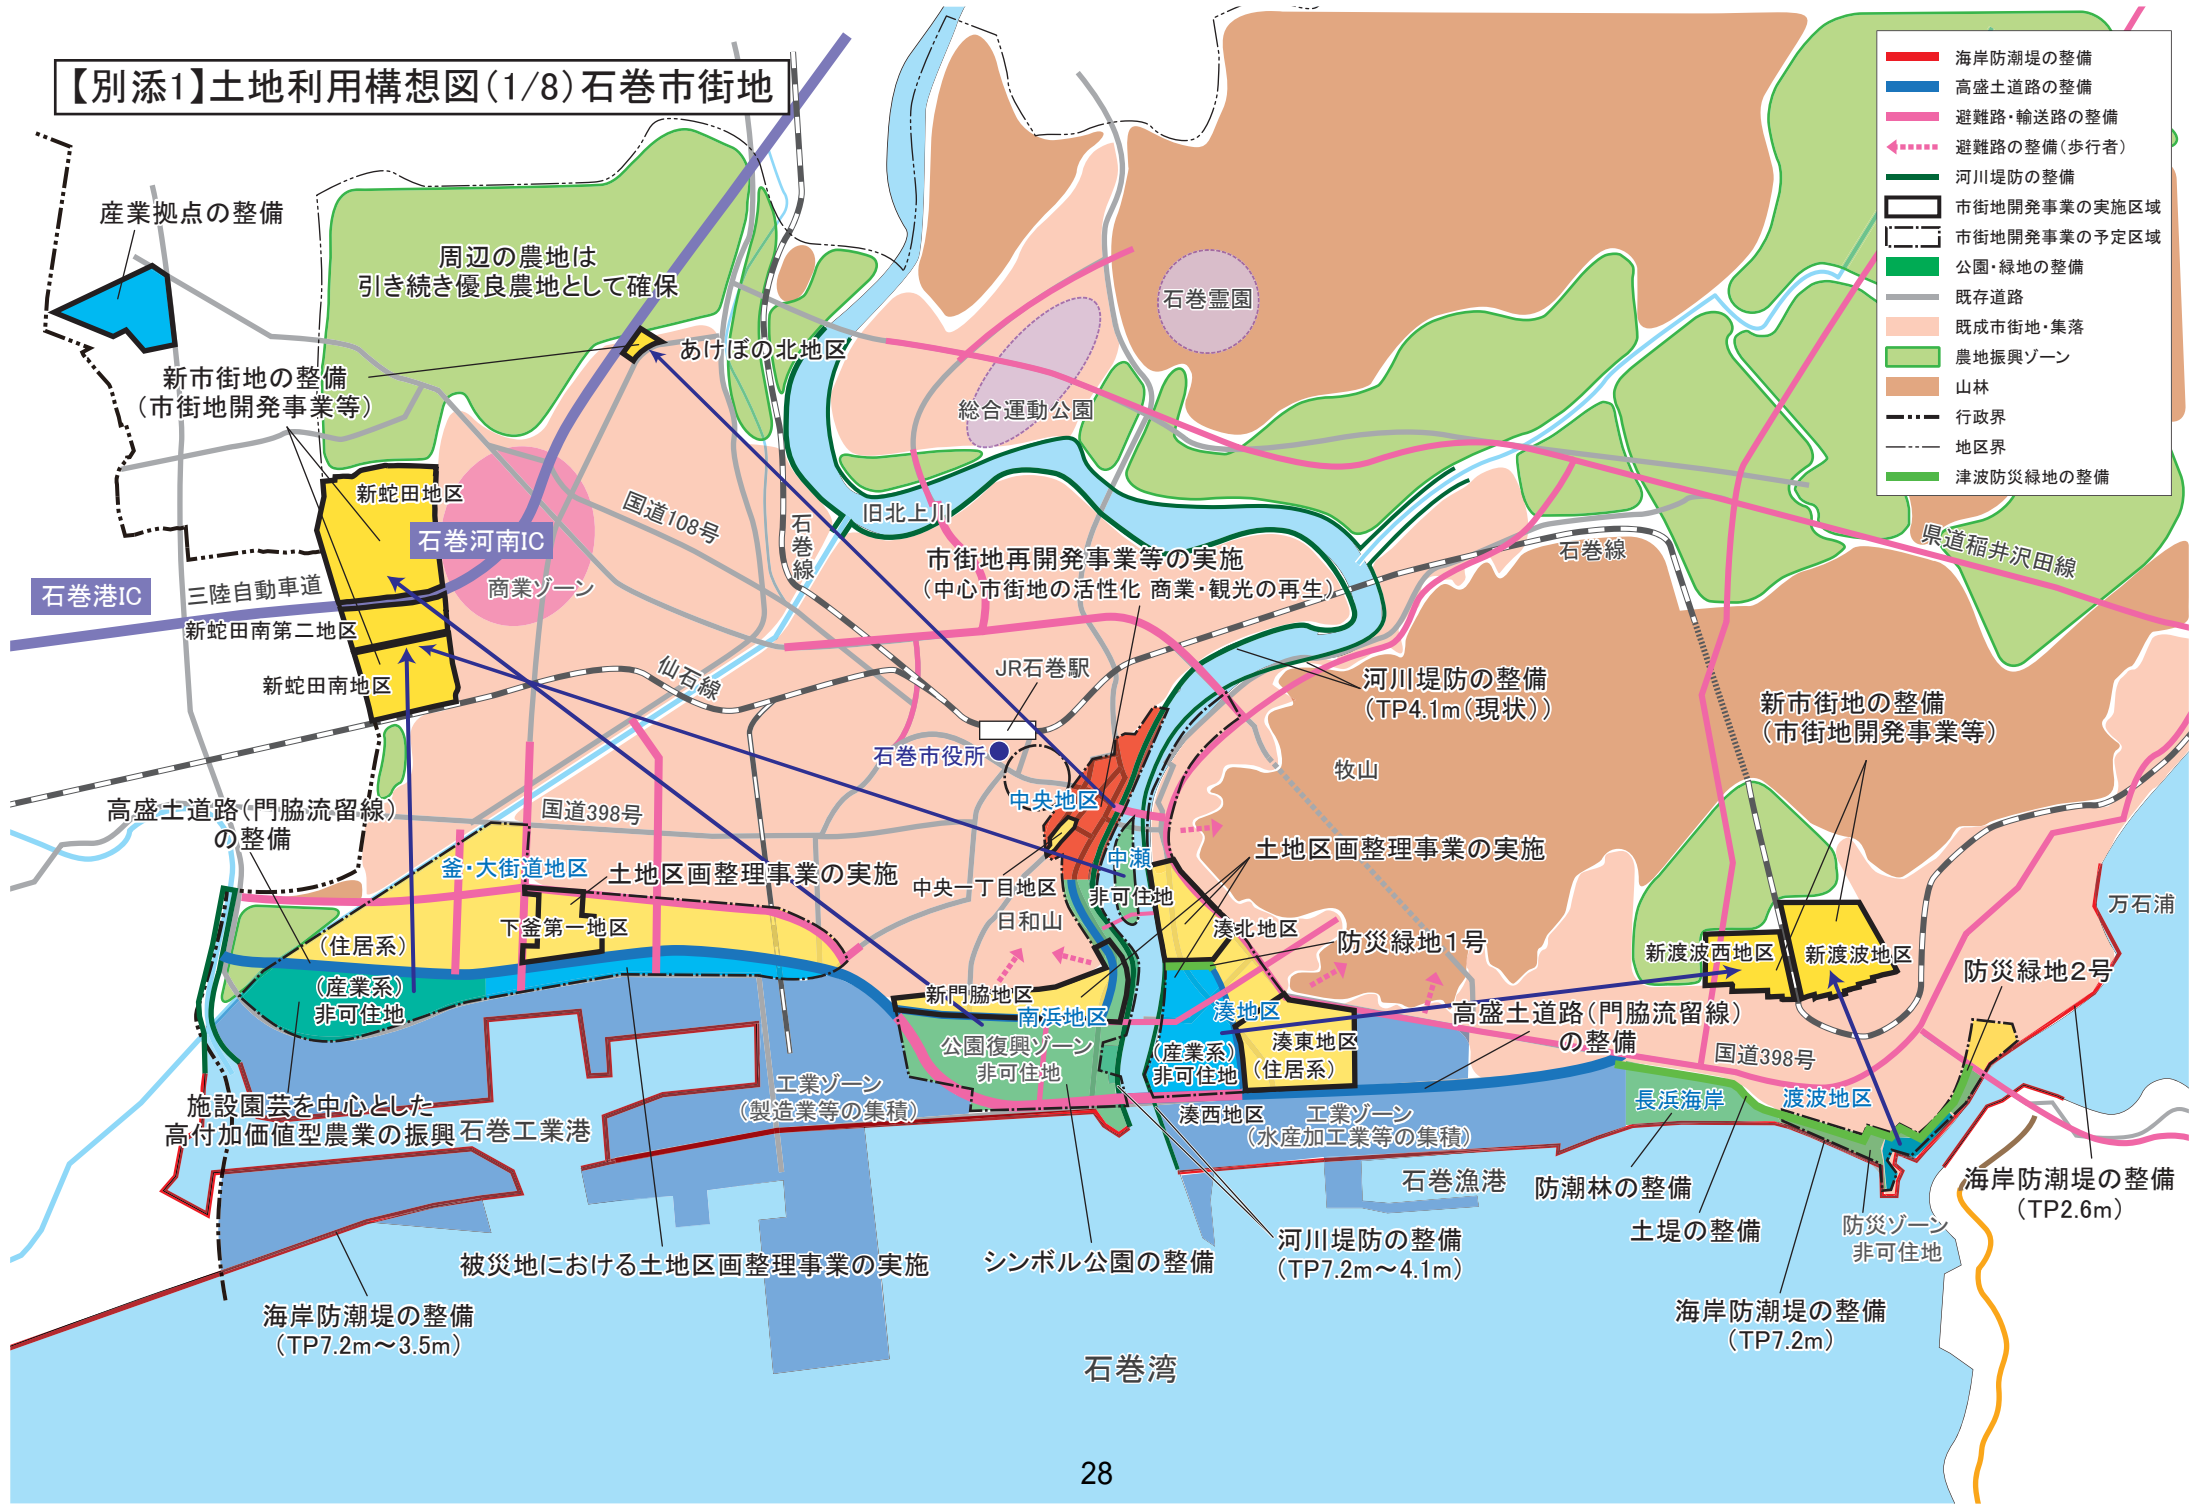 【別添1】土地利用構想図(1/8)石巻市街地
海岸防潮堤の整備
高盛土道路の整備
避難路・輸送路の整備
避難路の整備(歩行者)
河川堤防の整備
市街地開発事業の実施区域
市街地開発事業の予定区域
公園・緑地の整備
既存道路
既成市街地・集落
農地振興ゾーン
山林
行政界
地区界
津波防災緑地の整備
産業拠点の整備
周辺の農地は
引き続き優良農地として確保
石巻霊園
あけぼの北地区
新市街地の整備
(市街地開発事業等)
総合運動公園
新蛇田地区
国道108号
石巻線
旧北上川
石巻河南IC
市街地再開発事業等の実施
(中心市街地の活性化 商業・観光の再生)
石巻線
県道稲井沢田線
石巻港IC
三陸自動車道
商業ゾーン
新蛇田南第二地区
新蛇田南地区
仙石線
JR石巻駅
河川堤防の整備
(TP4.1m(現状))
新市街地の整備
(市街地開発事業等)
石巻市役所
牧山
高盛土道路(門脇流留線)
の整備
国道398号
中央地区
釜・大街道地区
土地区画整理事業の実施
中央一丁目地区
中瀬
非可住地
土地区画整理事業の実施
万石浦
(住居系)
下釜第一地区
日和山
湊北地区
防災緑地1号
新渡波西地区
新渡波地区
防災緑地2号
(産業系)
非可住地
新門脇地区
南浜地区
湊地区
高盛土道路(門脇流留線)
の整備
公園復興ゾーン
非可住地
(産業系)
非可住地
湊東地区
(住居系)
国道398号
工業ゾーン
(製造業等の集積)
施設園芸を中心とした
高付加価値型農業の振興
石巻工業港
湊西地区
工業ゾーン
(水産加工業等の集積)
長浜海岸
渡波地区
石巻漁港
防潮林の整備
海岸防潮堤の整備
(TP2.6m)
土堤の整備
防災ゾーン
非可住地
被災地における土地区画整理事業の実施
シンボル公園の整備
河川堤防の整備
(TP7.2m～4.1m)
海岸防潮堤の整備
(TP7.2m～3.5m)
海岸防潮堤の整備
(TP7.2m)
石巻湾
28